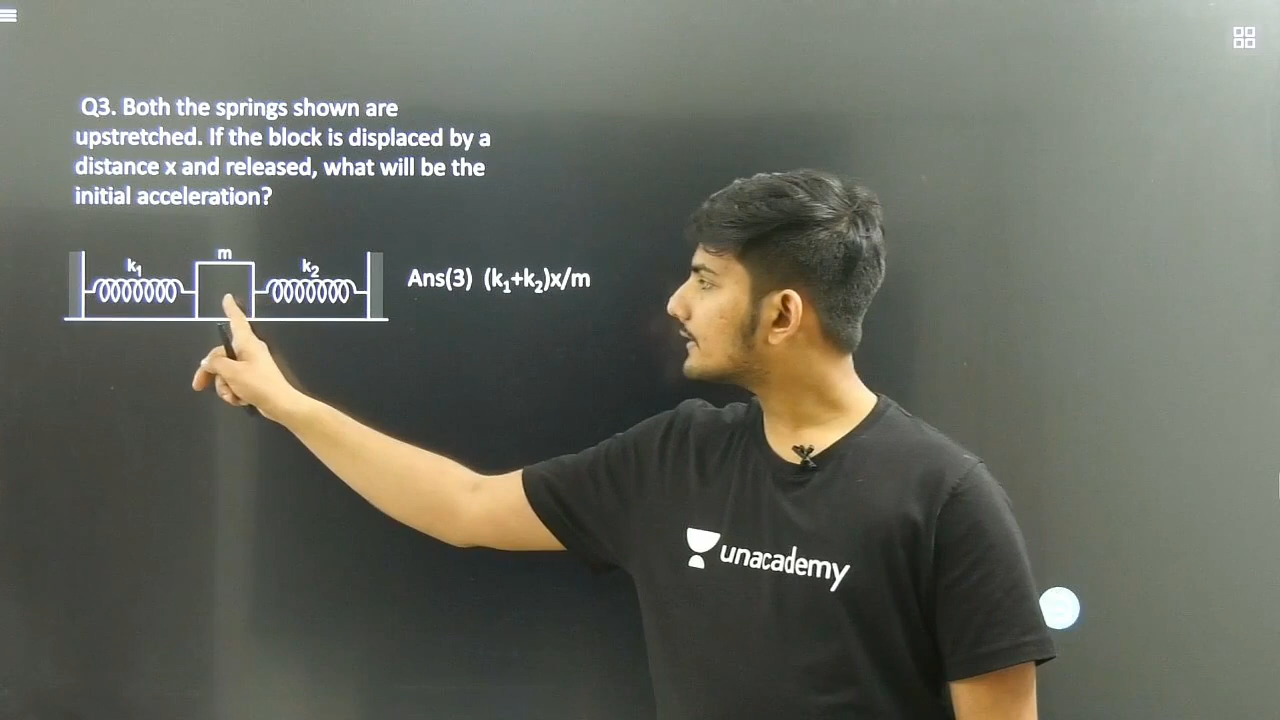 Q3. Both the springs shown are
upstretched. If the block is displaced by a
distance x and released, what will be the
initial acceleration?
k₁
m
k₂
Ans(3) (k₁+k₂)x/m
unacademy